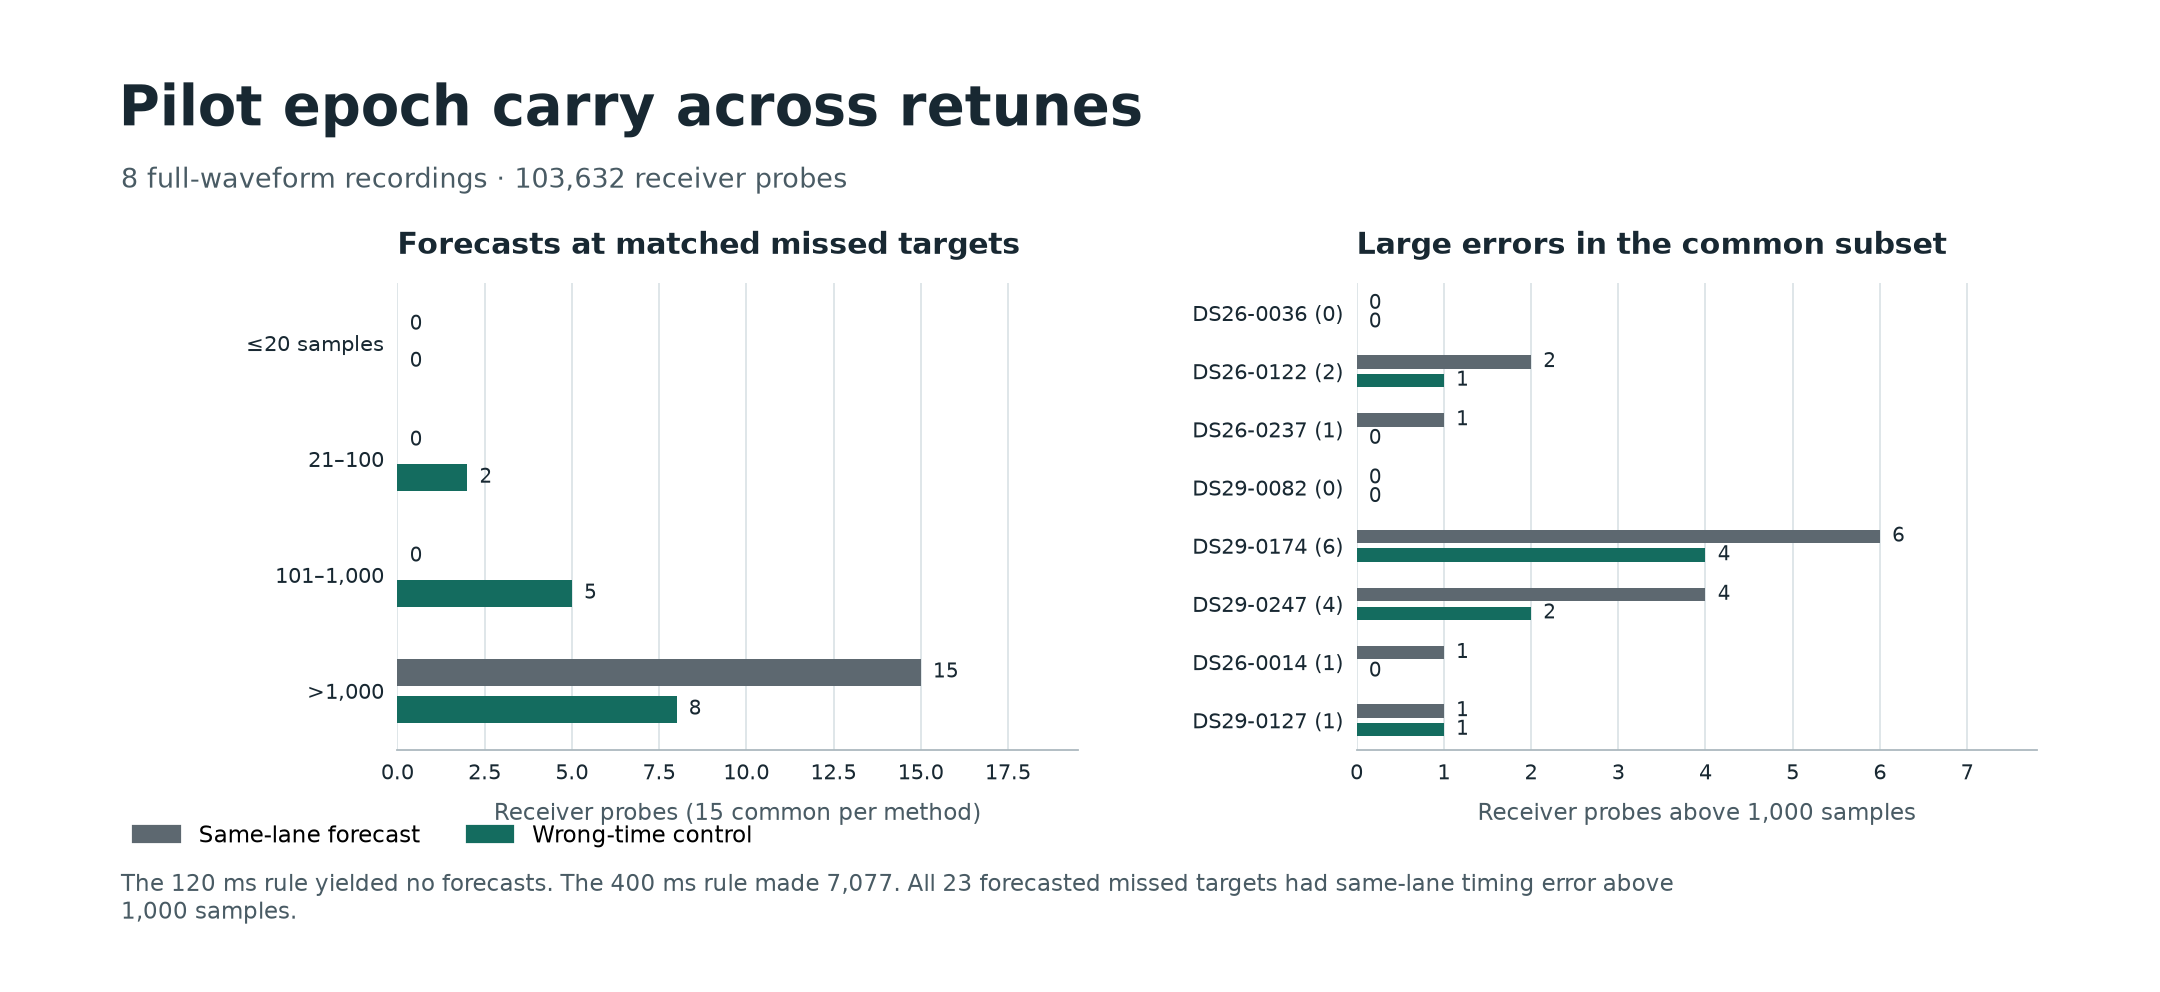 Pilot epoch carry across retunes
8 full-waveform recordings · 103,632 receiver probes
Forecasts at matched missed targets
≤20 samples
0
0
21–100
0
2
101–1,000
0
5
>1,000
15
8
0.0 2.5 5.0 7.5 10.0 12.5 15.0 17.5
Receiver probes (15 common per method)
Large errors in the common subset
DS26-0036 (0)
0
0
DS26-0122 (2)
2
1
DS26-0237 (1)
1
0
DS29-0082 (0)
0
0
DS29-0174 (6)
6
4
DS29-0247 (4)
4
2
DS26-0014 (1)
1
0
DS29-0127 (1)
1
1
0 1 2 3 4 5 6 7
Receiver probes above 1,000 samples
Same-lane forecast Wrong-time control
The 120 ms rule yielded no forecasts. The 400 ms rule made 7,077. All 23 forecasted missed targets had same-lane timing error above
1,000 samples.